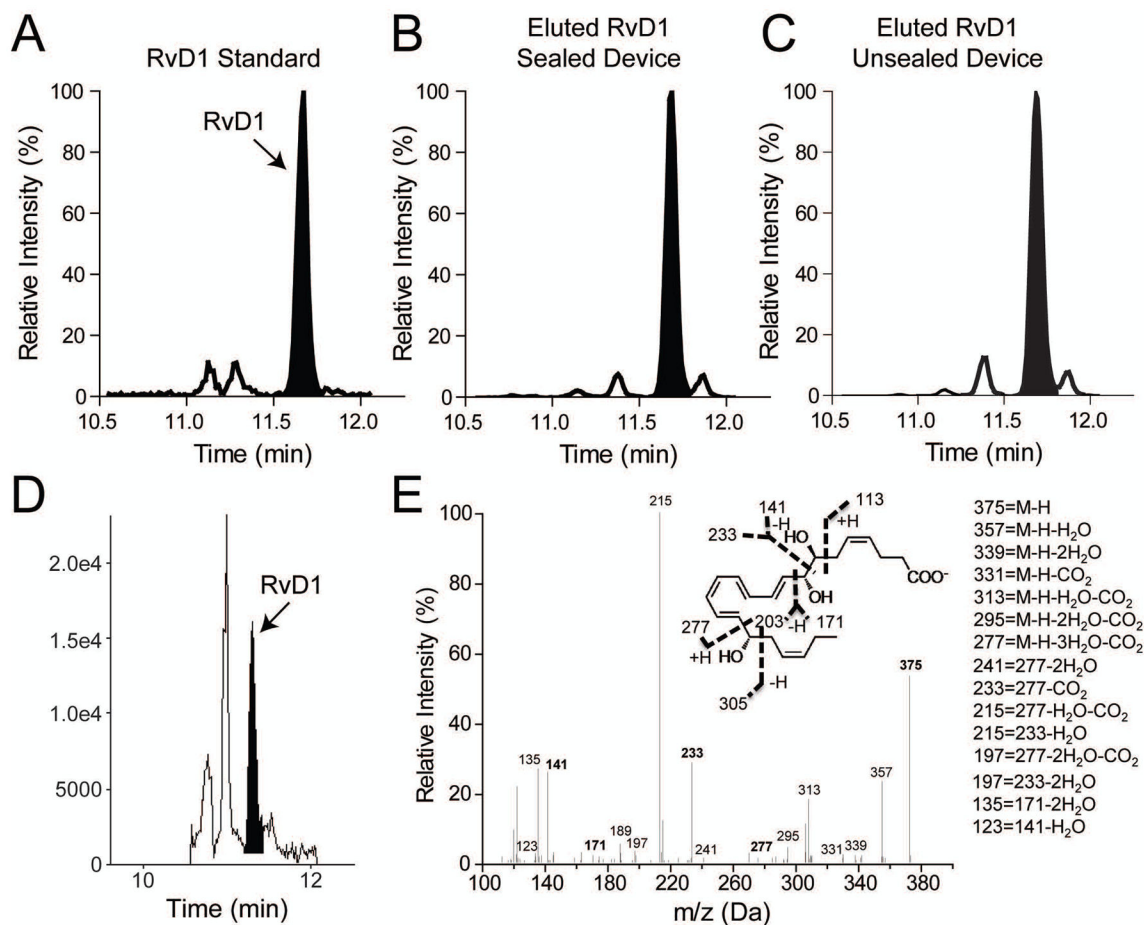 A
RvD1 Standard
RvD1
Relative Intensity (%)
100
80
60
40
20
0
10.5 11.0 11.5 12.0
Time (min)
B
Eluted RvD1
Sealed Device
Relative Intensity (%)
100
80
60
40
20
0
10.5 11.0 11.5 12.0
Time (min)
C
Eluted RvD1
Unsealed Device
Relative Intensity (%)
100
80
60
40
20
0
10.5 11.0 11.5 12.0
Time (min)
D
RvD1
2.0e4
1.5e4
1.0e4
5000
0
10 12
Time (min)
E
Relative Intensity (%)
100
80
60
40
20
0
100 140 180 220 260 300 340 380
m/z (Da)
215
135
141
123
171
189
197
233
241
277
295
313
331
339
357
375
141
-H
113
+H
233
HO
COO-
OH
277
203
-H
171
+H
HO
305
-H
375=M-H
357=M-H-H2O
339=M-H-2H2O
331=M-H-CO2
313=M-H-H2O-CO2
295=M-H-2H2O-CO2
277=M-H-3H2O-CO2
241=277-2H2O
233=277-CO2
215=277-H2O-CO2
215=233-H2O
197=277-2H2O-CO2
197=233-2H2O
135=171-2H2O
123=141-H2O